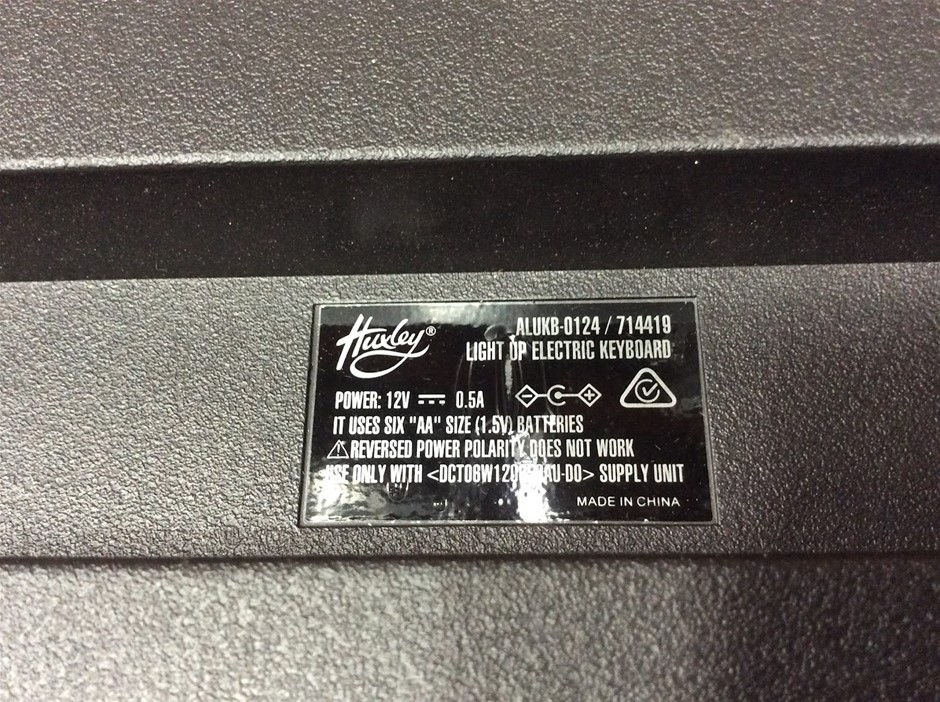 Huxley®
ALUKB-0124 / 714419
LIGHT UP ELECTRIC KEYBOARD
POWER: 12V ⎓ 0.5A
IT USES SIX "AA" SIZE (1.5V) BATTERIES
REVERSED POWER POLARITY DOES NOT WORK
USE ONLY WITH SUPPLY UNIT
MADE IN CHINA